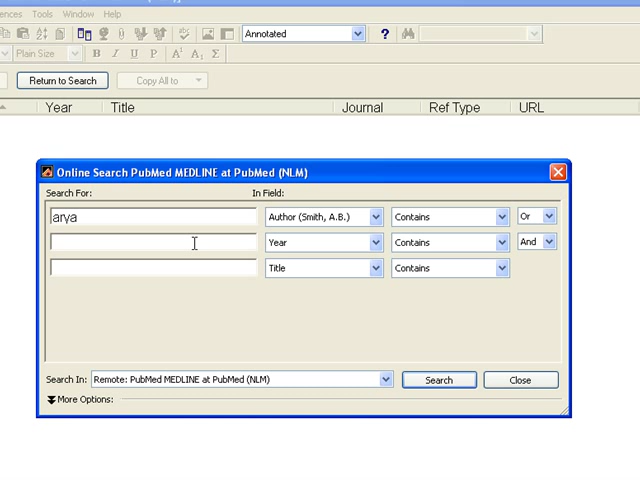 ences Tools Window Help
Annotated
?
Plain Size B I U P A¹ A₁ Σ
Return to Search Copy All to
Year Title Journal Ref Type URL
Online Search PubMed MEDLINE at PubMed (NLM)
Search For: In Field:
arya Author (Smith, A.B.) Contains Or
Year Contains And
Title Contains
Search In: Remote: PubMed MEDLINE at PubMed (NLM) Search Close
More Options: